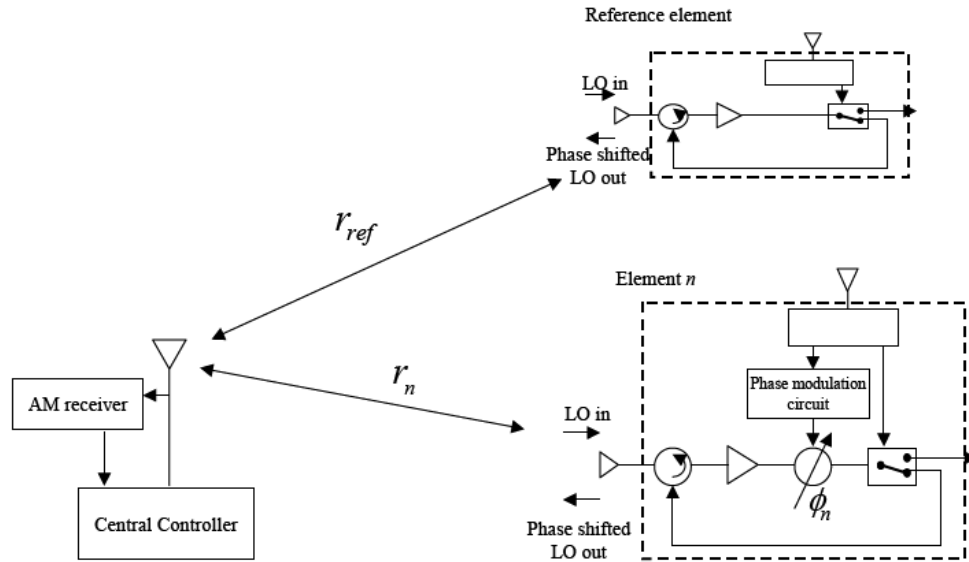 Reference element
LO in
Phase shifted
LO out
r_ref
Element n
r_n
Phase modulation
circuit
LO in
AM receiver
ϕ_n
Phase shifted
LO out
Central Controller